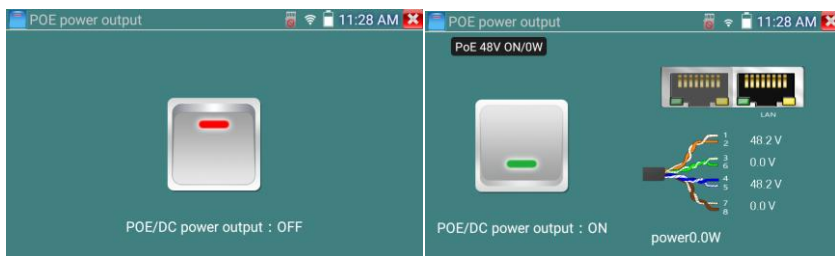 POE power output
11:28 AM
POE/DC power output : OFF
POE power output
11:28 AM
PoE 48V ON/0W
LAN
1
2
48.2 V
3
6
0.0 V
4
5
48.2 V
7
8
0.0 V
POE/DC power output : ON
power0.0W